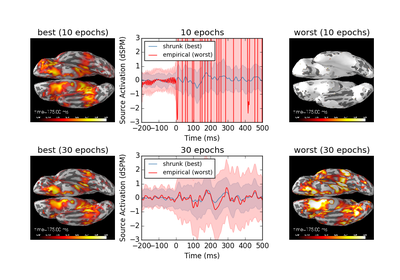 best (10 epochs)
10 epochs
worst (10 epochs)
Source Activation (dSPM)
3
2
1
0
−1
−2
−3
shrunk (best)
empirical (worst)
−200−100 0 100 200 300 400 500
Time (ms)
best (30 epochs)
30 epochs
worst (30 epochs)
Source Activation (dSPM)
3
2
1
0
−1
−2
−3
shrunk (best)
empirical (worst)
−200−100 0 100 200 300 400 500
Time (ms)